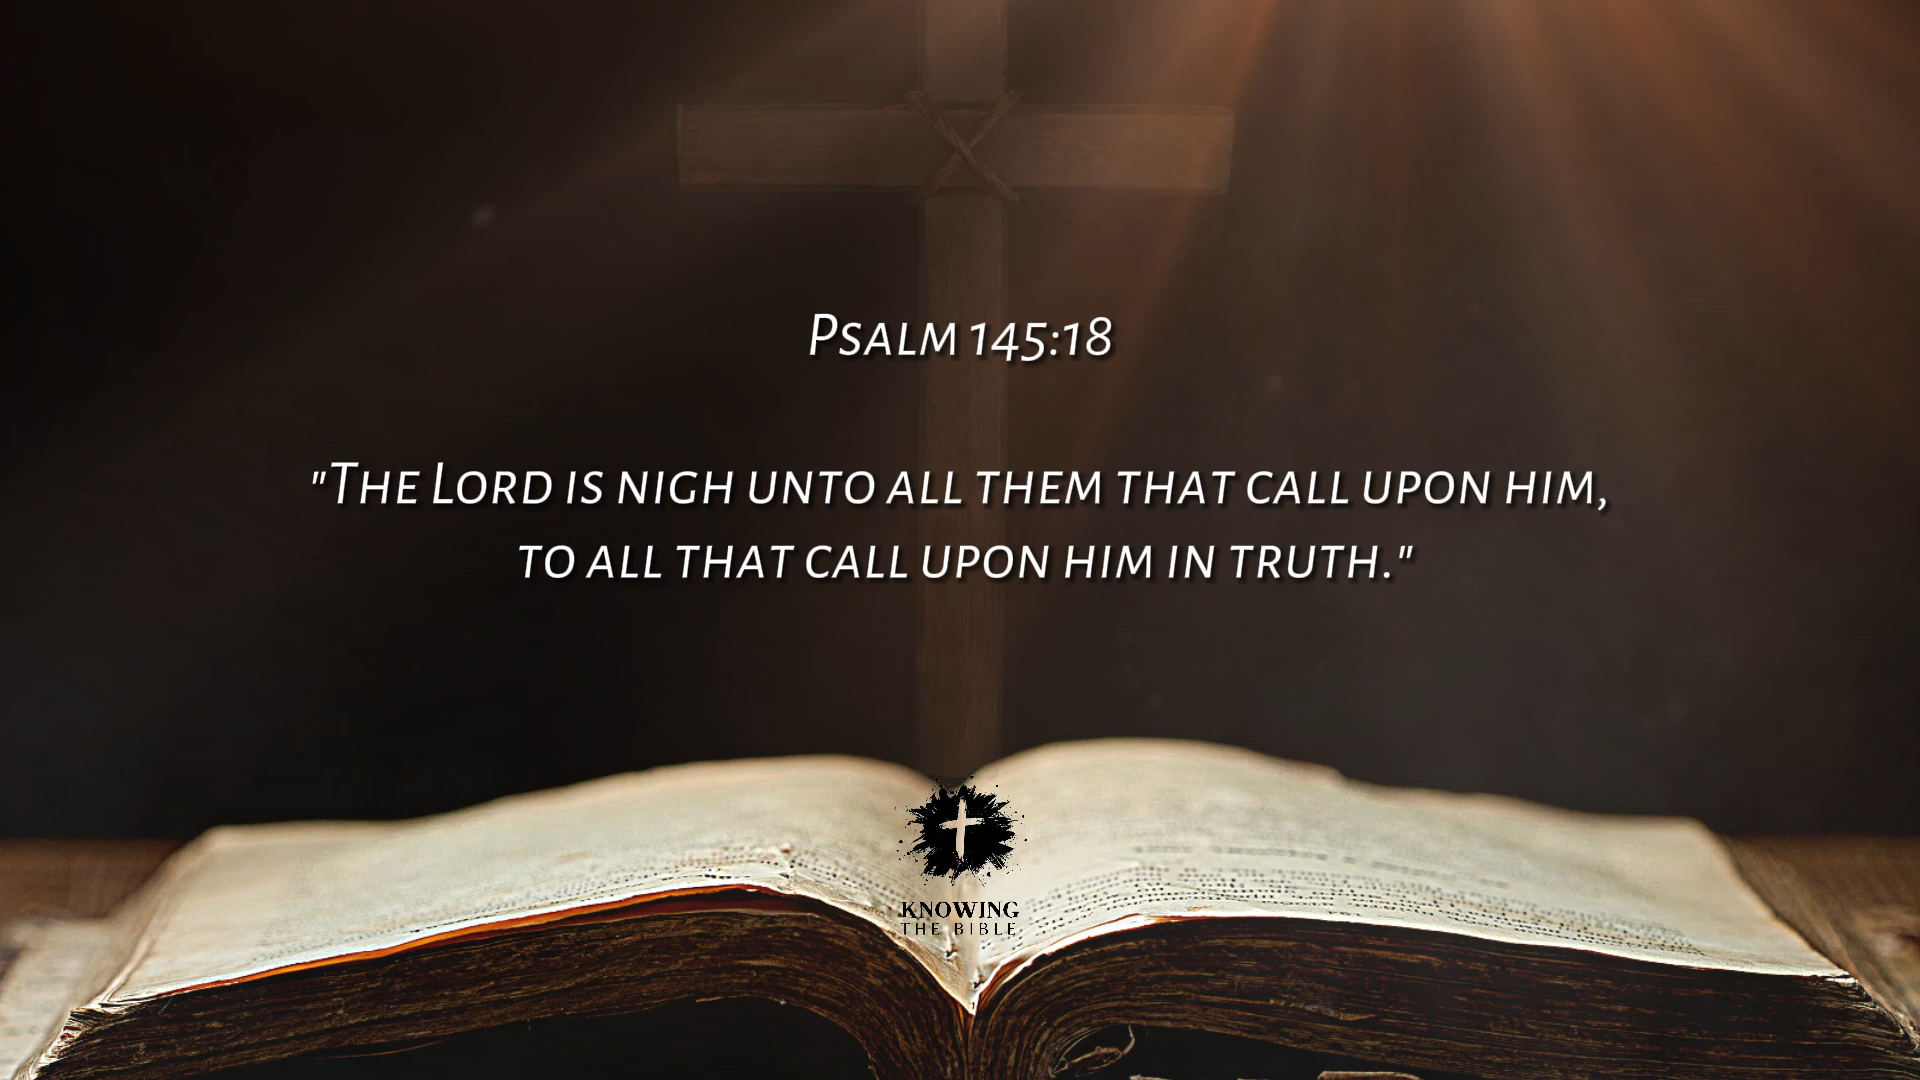 Psalm 145:18
"The Lord is nigh unto all them that call upon him,
to all that call upon him in truth."
KNOWING
THE BIBLE